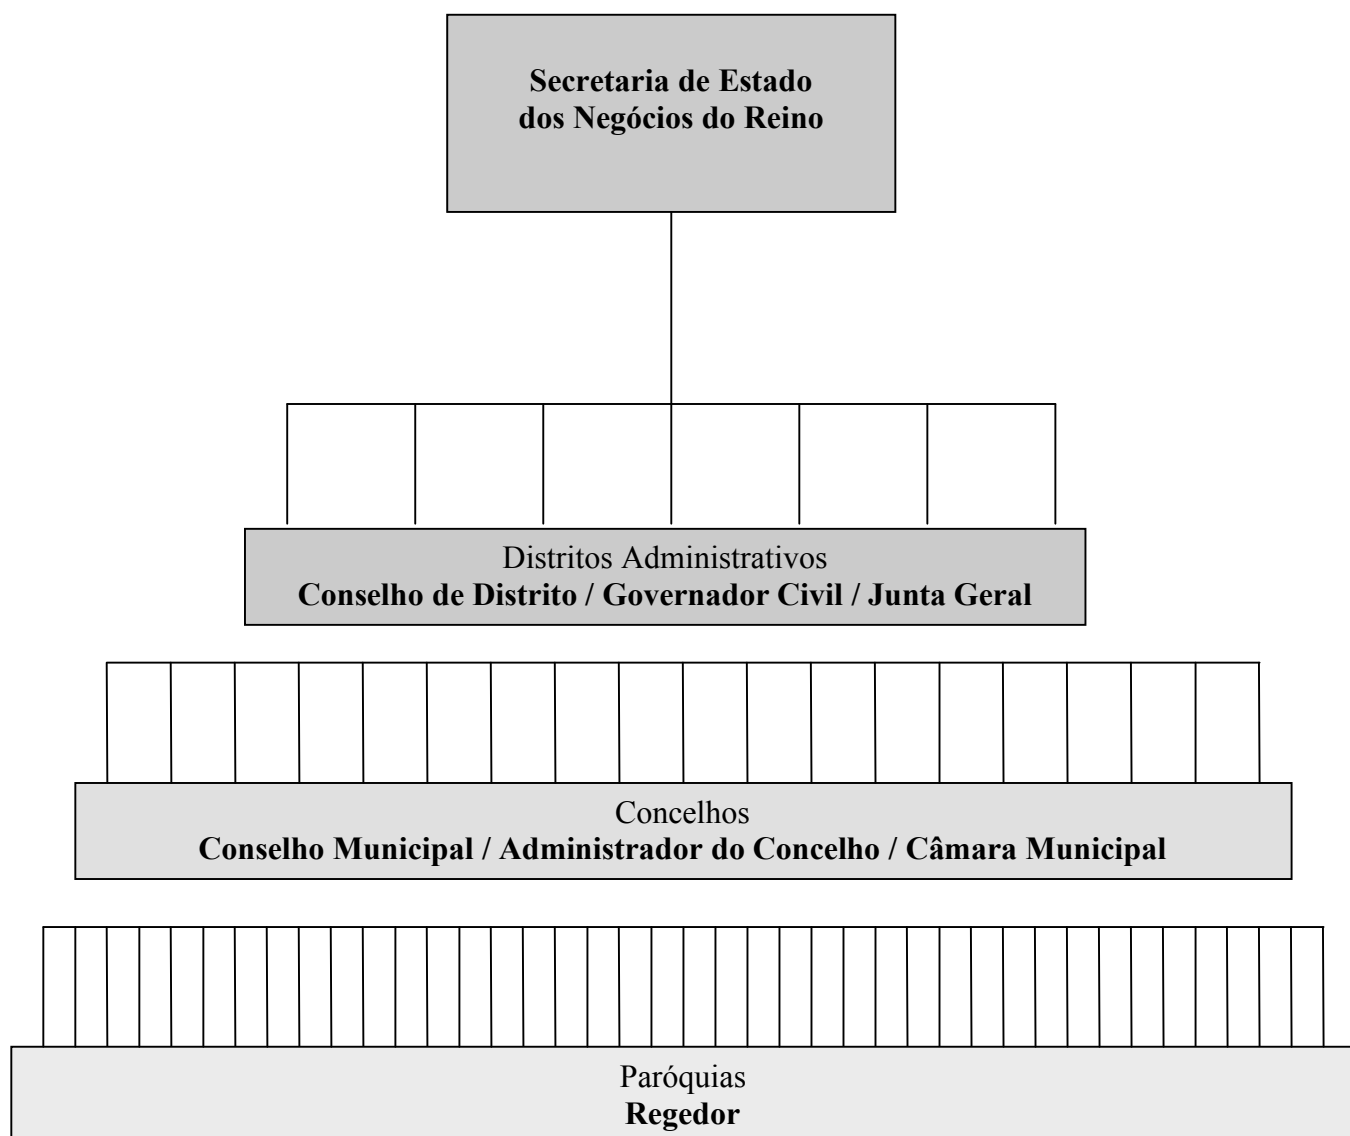 Secretaria de Estado
dos Negócios do Reino
Distritos Administrativos
Conselho de Distrito / Governador Civil / Junta Geral
Concelhos
Conselho Municipal / Administrador do Concelho / Câmara Municipal
Paróquias
Regedor